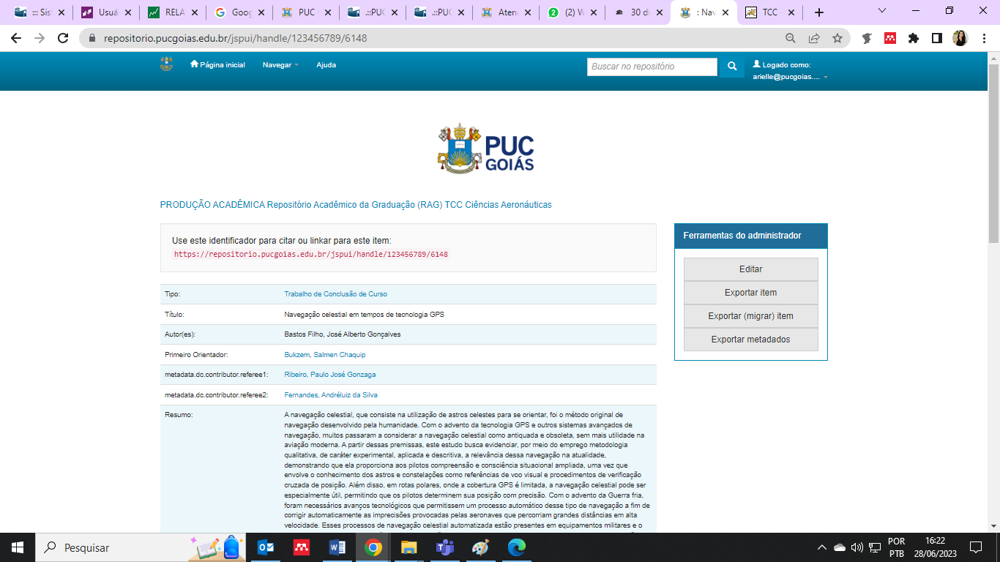 ::: Sis
Usuá
RELA
Goog
PUC
.::PUC
.::PUC
Atend
(2) W
30 di
: Nav
TCC
repositorio.pucgoias.edu.br/jspui/handle/123456789/6148
Página inicial Navegar Ajuda
Buscar no repositório
Logado como:
arielle@pucgoias....
PUC
GOIÁS
PRODUÇÃO ACADÊMICA Repositório Acadêmico da Graduação (RAG) TCC Ciências Aeronáuticas
Use este identificador para citar ou linkar para este item:
https://repositorio.pucgoias.edu.br/jspui/handle/123456789/6148
Ferramentas do administrador
Editar
Exportar item
Exportar (migrar) item
Exportar metadados
Tipo: Trabalho de Conclusão de Curso
Título: Navegação celestial em tempos de tecnologia GPS
Autor(es): Bastos Filho, José Alberto Gonçalves
Primeiro Orientador: Bukzem, Salmen Chaquip
metadata.dc.contributor.referee1: Ribeiro, Paulo José Gonzaga
metadata.dc.contributor.referee2: Fernandes, Andréluiz da Silva
Resumo: A navegação celestial, que consiste na utilização de astros celestes para se orientar, foi o método original de
navegação desenvolvido pela humanidade. Com o advento da tecnologia GPS e outros sistemas avançados de
navegação, muitos passaram a considerar a navegação celestial como antiquada e obsoleta, sem mais utilidade na
aviação moderna. A partir dessas premissas, este estudo busca evidenciar, por meio do emprego metodologia
qualitativa, de caráter experimental, aplicada e descritiva, a relevância dessa navegação na atualidade,
demonstrando que ela proporciona aos pilotos compreensão e consciência situacional ampliada, uma vez que
envolve o conhecimento dos astros e constelações como referências de voo visual e procedimentos de verificação
cruzada de posição. Além disso, em rotas polares, onde a cobertura GPS é limitada, a navegação celestial pode ser
especialmente útil, permitindo que os pilotos determinem sua posição com precisão. Com o advento da Guerra fria,
foram necessários avanços tecnológicos que permitissem um processo automático desse tipo de navegação a fim de
corrigir automaticamente as imprecisões provocadas pelas aeronaves que percorriam grandes distâncias em alta
velocidade. Esses processos de navegação celestial automatizada estão presentes em equipamentos militares e o
Pesquisar
POR
PTB
16:22
28/06/2023